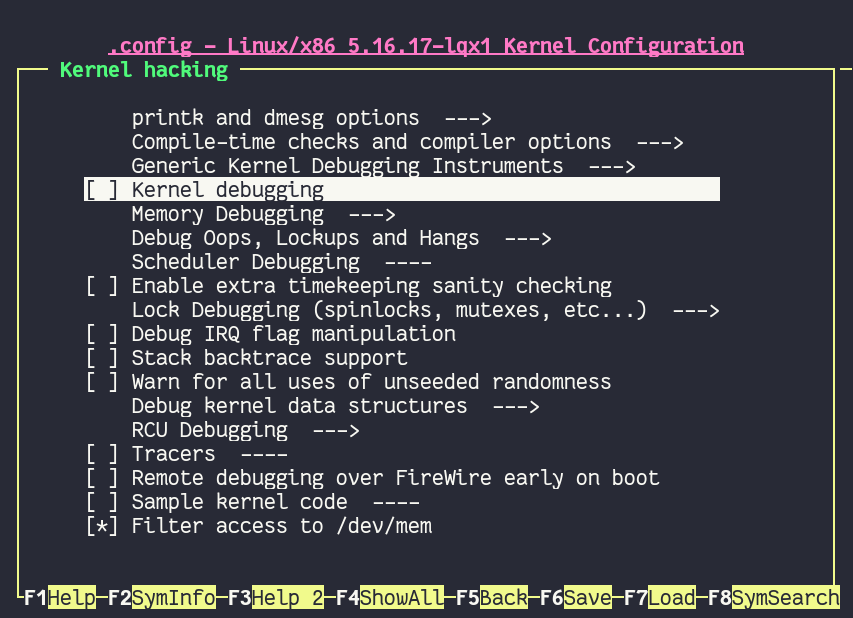 .config - Linux/x86 5.16.17-lqx1 Kernel Configuration
Kernel hacking
printk and dmesg options  --->
Compile-time checks and compiler options  --->
Generic Kernel Debugging Instruments  --->
[ ] Kernel debugging
Memory Debugging  --->
Debug Oops, Lockups and Hangs  --->
Scheduler Debugging  ----
[ ] Enable extra timekeeping sanity checking
Lock Debugging (spinlocks, mutexes, etc...)  --->
[ ] Debug IRQ flag manipulation
[ ] Stack backtrace support
[ ] Warn for all uses of unseeded randomness
Debug kernel data structures  --->
RCU Debugging  --->
[ ] Tracers  ----
[ ] Remote debugging over FireWire early on boot
[ ] Sample kernel code  ----
[*] Filter access to /dev/mem
F1Help-F2SymInfo-F3Help 2-F4ShowAll-F5Back-F6Save-F7Load-F8SymSearch